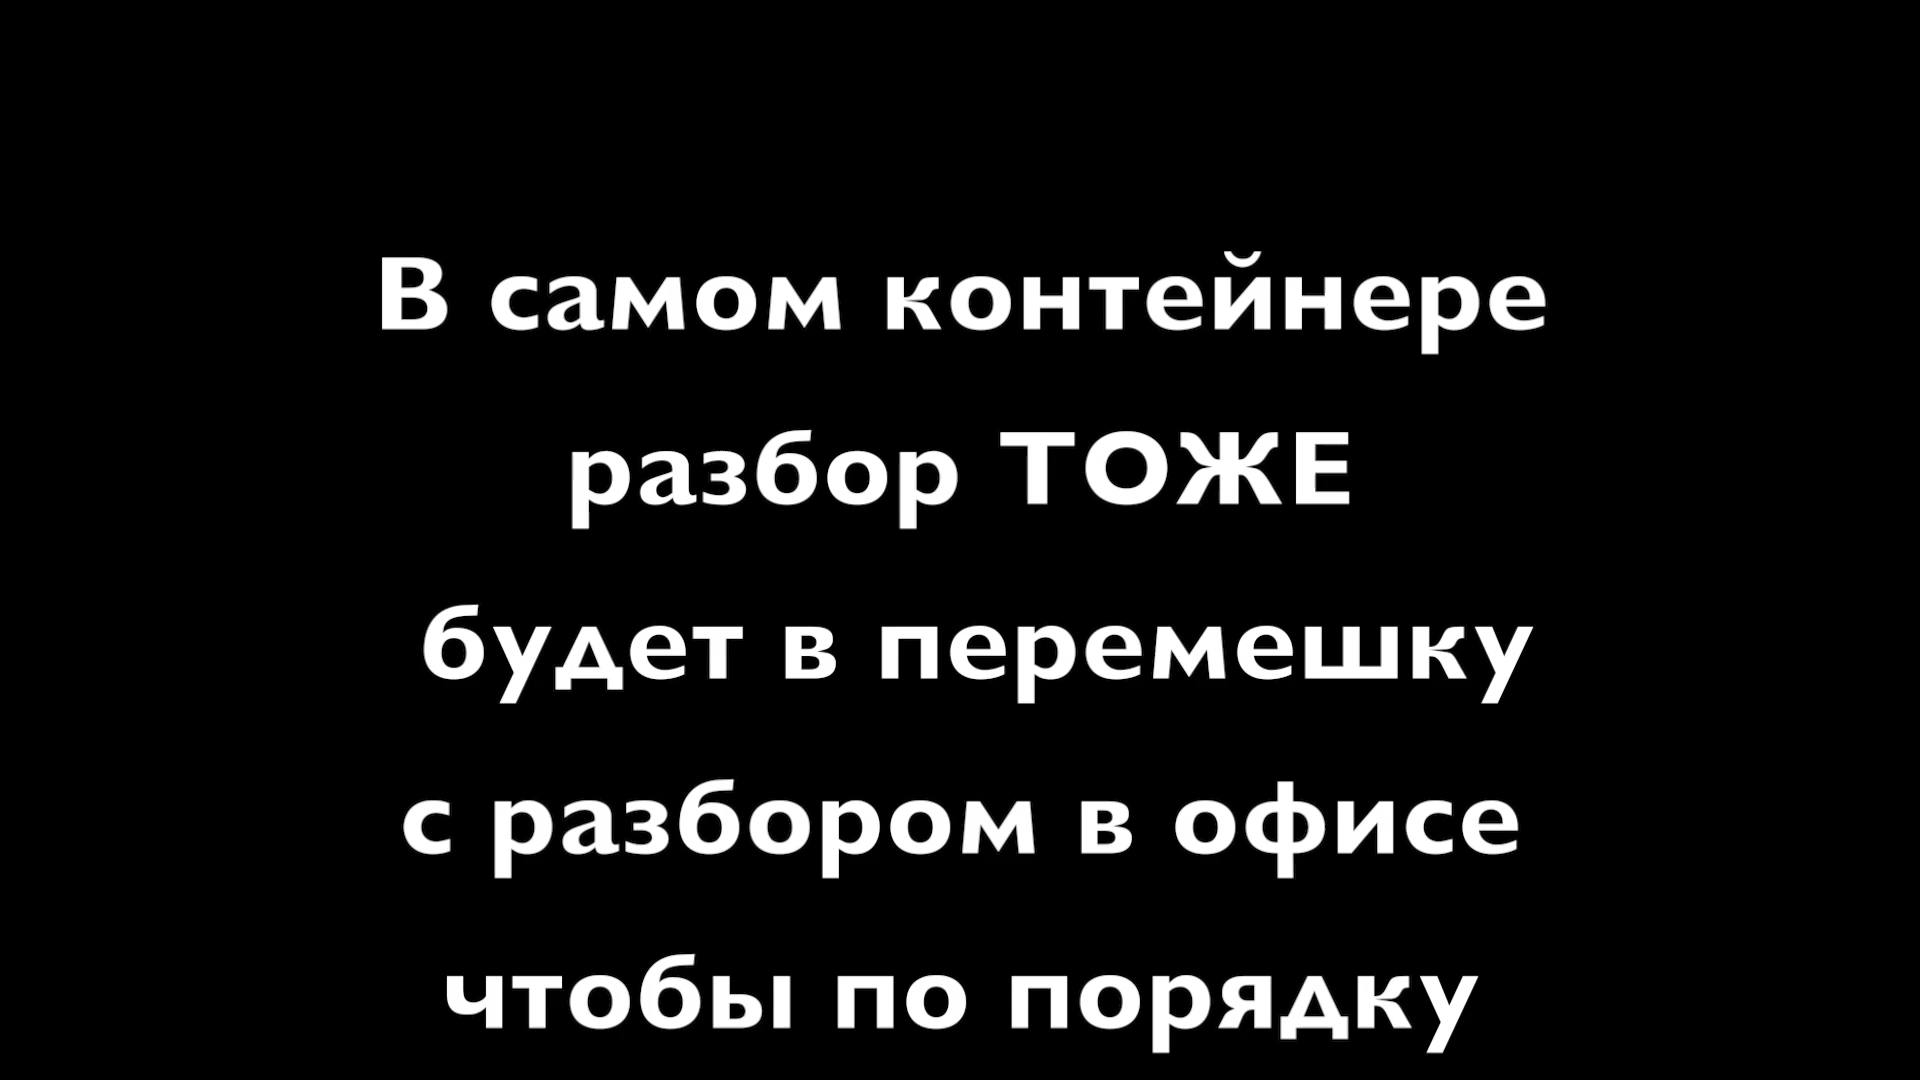 В самом контейнере
разбор ТОЖЕ
будет в перемешку
с разбором в офисе
чтобы по порядку